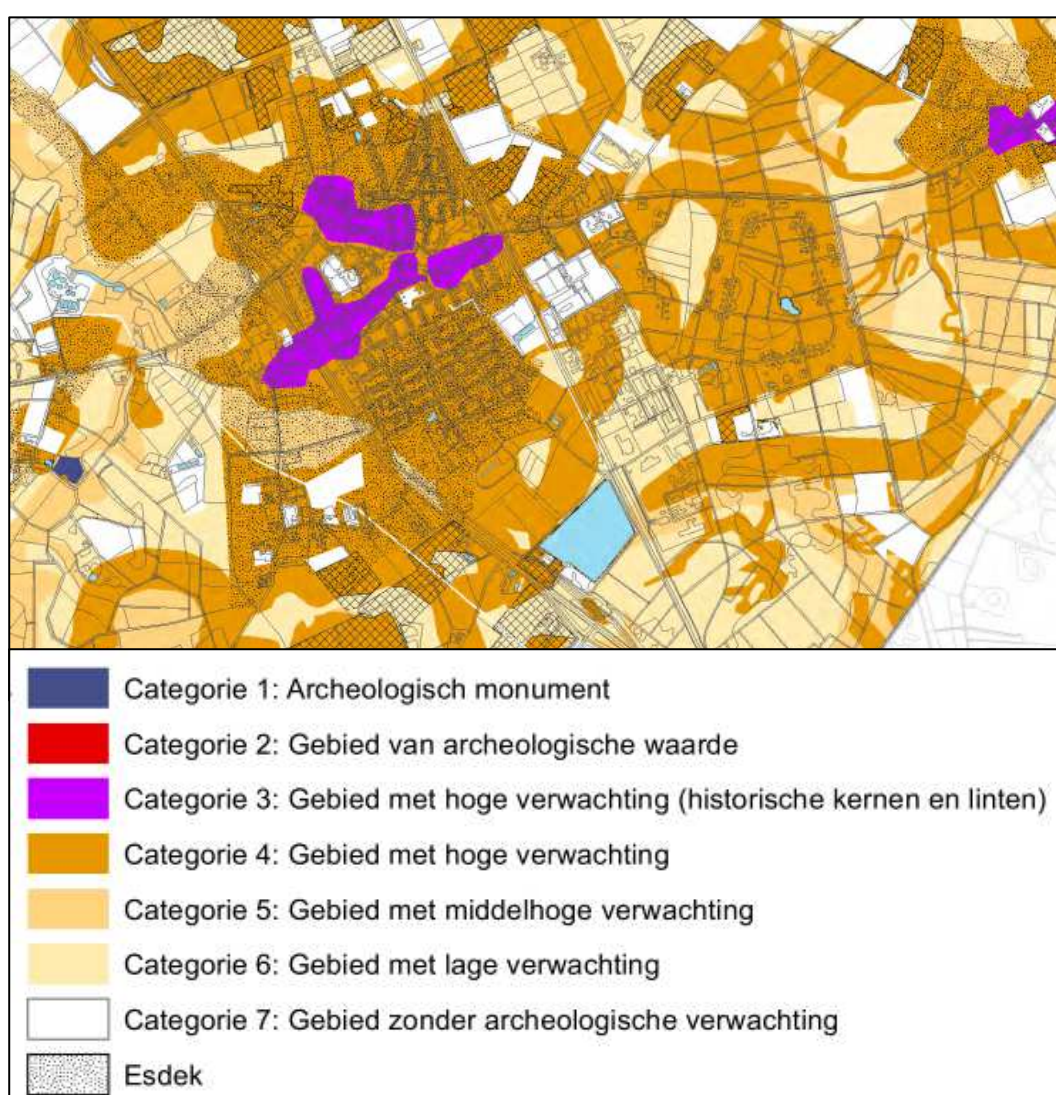 Categorie 1: Archeologisch monument
Categorie 2: Gebied van archeologische waarde
Categorie 3: Gebied met hoge verwachting (historische kernen en linten)
Categorie 4: Gebied met hoge verwachting
Categorie 5: Gebied met middelhoge verwachting
Categorie 6: Gebied met lage verwachting
Categorie 7: Gebied zonder archeologische verwachting
Esdek